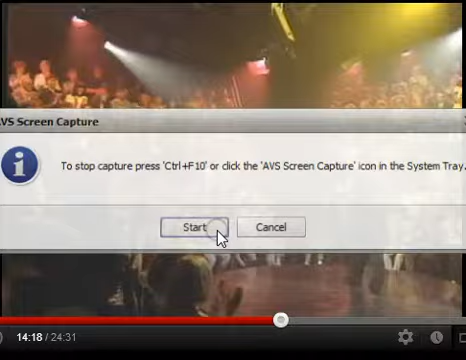 AVS Screen Capture
To stop capture press 'Ctrl+F10' or click the 'AVS Screen Capture' icon in the System Tray.
Start
Cancel
14:18 / 24:31